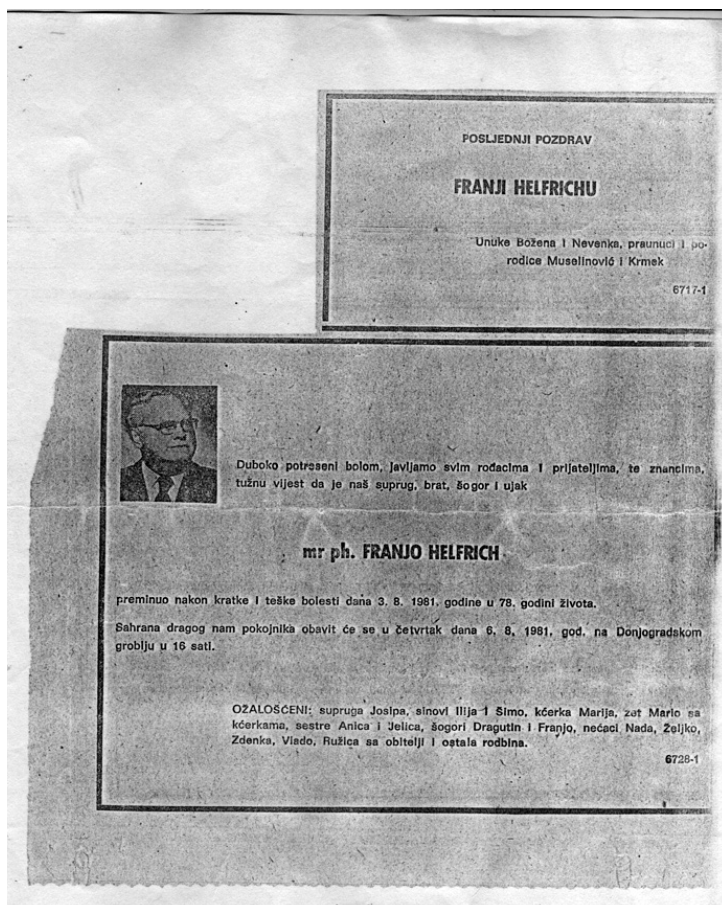 POSLJEDNJI POZDRAV
FRANJI HELFRICHU
Unuke Božena i Nevenka, praunuci i po-
rodice Muselinović i Krmek
6717-1
Duboko potreseni bolom, javljamo svim rođacima i prijateljima, te znancima,
tužnu vijest da je naš suprug, brat, šogor i ujak
mr ph. FRANJO HELFRICH
preminuo nakon kratke i teške bolesti dana 3. 8. 1981. godine u 78. godini života.
Sahrana dragog nam pokojnika obavit će se u četvrtak dana 6. 8. 1981. god. na Donjogradskom
groblju u 16 sati.
OŽALOŠĆENI: supruga Josipa, sinovi Ilija i Šimo, kćerka Marija, zet Mario sa
kćerkama, sestre Anica i Jelica, šogori Dragutin i Franjo, nećaci Nada, Željko,
Zdenka, Vlado, Ružica sa obitelji i ostala rodbina.
6728-1